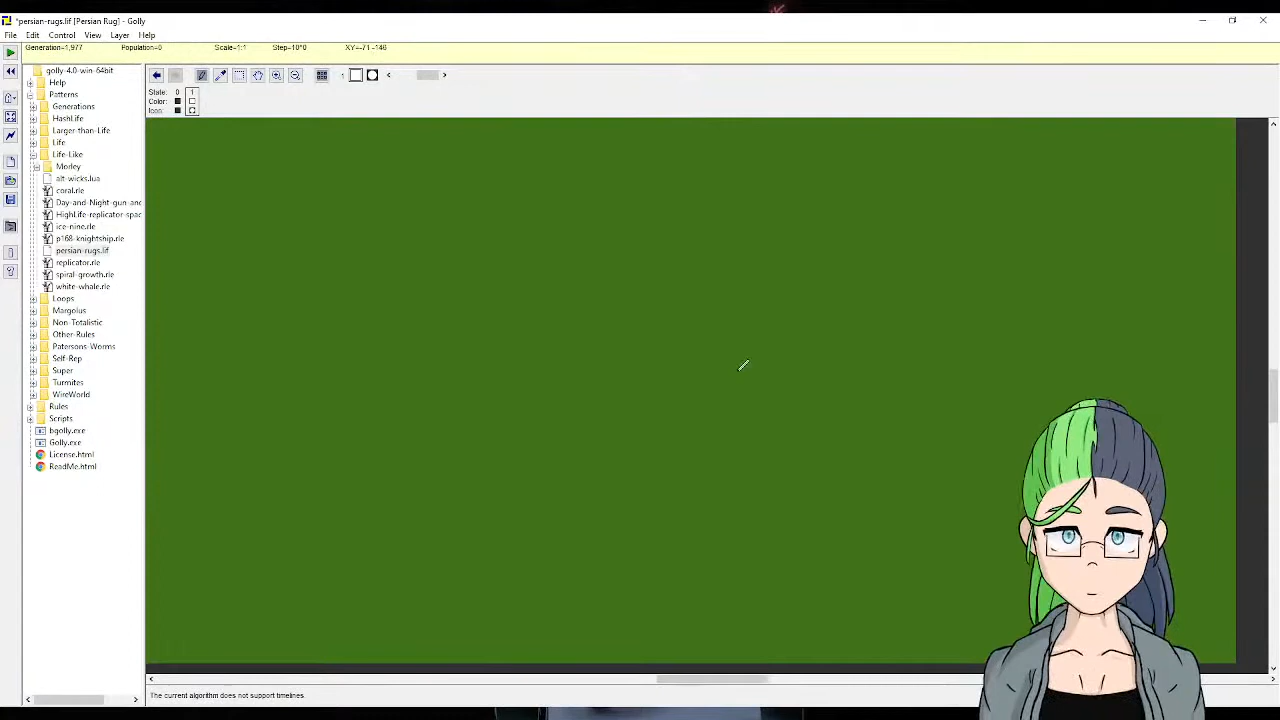 *persian-rugs.lif [Persian Rug] - Golly
File Edit Control View Layer Help
Generation=1,977 Population=0 Scale=1:1 Step=10^0 XY=-71 -146
golly-4.0-win-64bit
Help
Patterns
Generations
HashLife
Larger-than-Life
Life
Life-Like
Morley
alt-wicks.lua
coral.rle
Day-and-Night-gun-and
HighLife-replicator-spac
ice-nine.rle
p168-knightship.rle
persian-rugs.lif
replicator.rle
spiral-growth.rle
white-whale.rle
Loops
Margolus
Non-Totalistic
Other-Rules
Patersons-Worms
Self-Rep
Super
Turmites
WireWorld
Rules
Scripts
bgolly.exe
Golly.exe
License.html
ReadMe.html
1
State: 0 1
Color:
Icon:
The current algorithm does not support timelines.